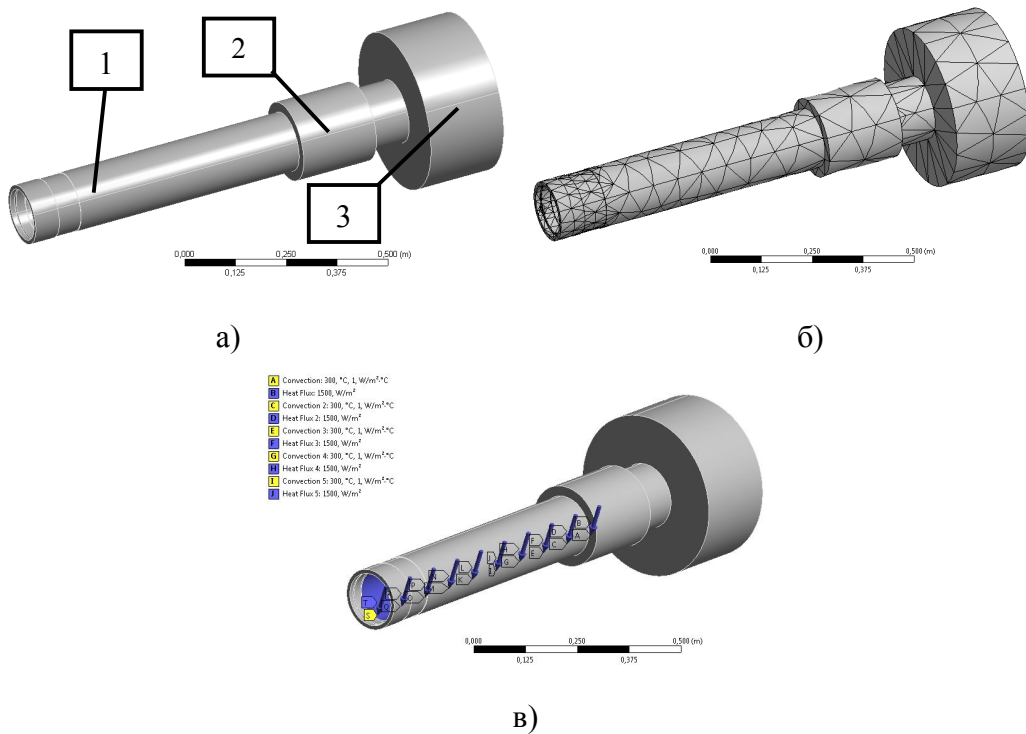 1
2
3
0,000 0,250 0,500 (m)
0,125 0,375
0,000 0,250 0,500 (m)
0,125 0,375
а)
б)
A Convection: 300, °C, 1, W/m²·°C
B Heat Flux: 1500, W/m²
C Convection 2: 300, °C, 1, W/m²·°C
D Heat Flux 2: 1500, W/m²
E Convection 3: 300, °C, 1, W/m²·°C
F Heat Flux 3: 1500, W/m²
G Convection 4: 300, °C, 1, W/m²·°C
H Heat Flux 4: 1500, W/m²
I Convection 5: 300, °C, 1, W/m²·°C
J Heat Flux 5: 1500, W/m²
B
D A
F C
H E
J G
I
L
K
P
O
Q
T
S
0,000 0,250 0,500 (m)
0,125 0,375
в)